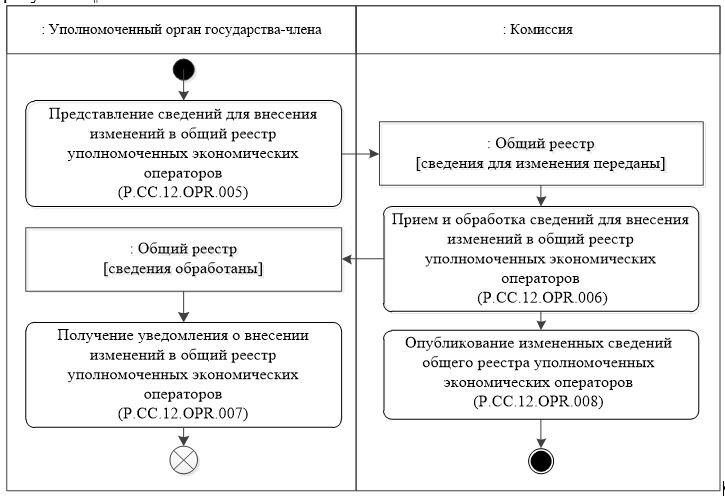 : Уполномоченный орган государства-члена
: Комиссия
Представление сведений для внесения
изменений в общий реестр
уполномоченных экономических
операторов
(P.CC.12.OPR.005)
: Общий реестр
[сведения для изменения переданы]
Прием и обработка сведений для внесения
изменений в общий реестр
уполномоченных экономических
операторов
(P.CC.12.OPR.006)
: Общий реестр
[сведения обработаны]
Получение уведомления о внесении
изменений в общий реестр
уполномоченных экономических
операторов
(P.CC.12.OPR.007)
Опубликование измененных сведений
общего реестра уполномоченных
экономических операторов
(P.CC.12.OPR.008)